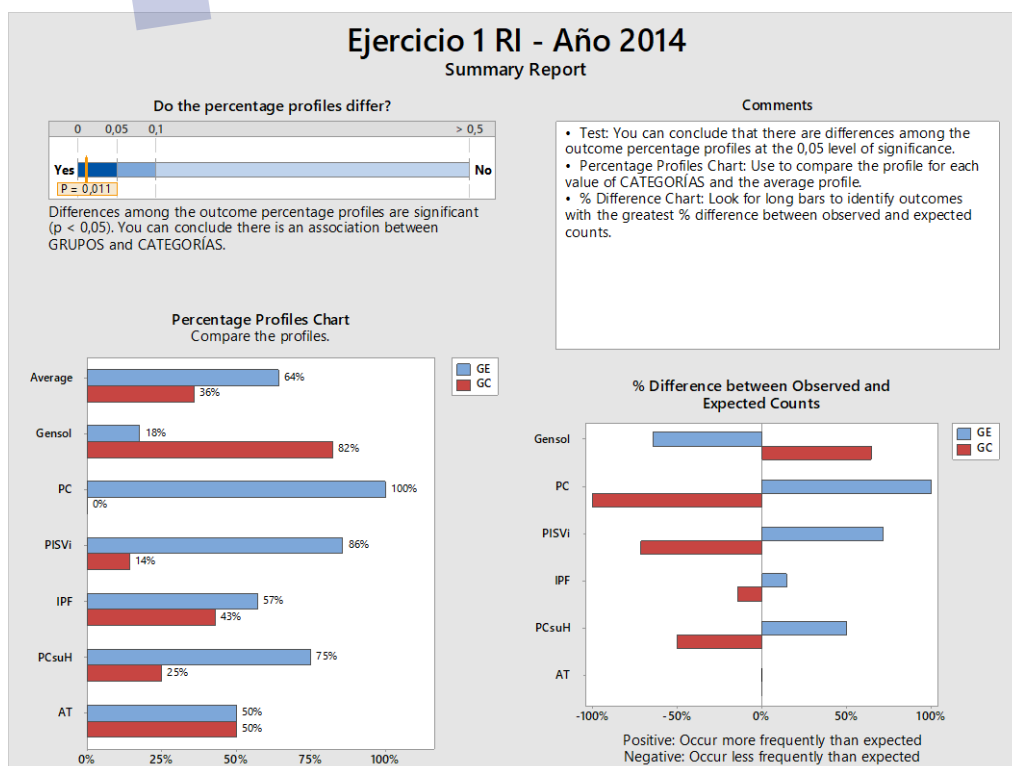 Ejercicio 1 RI - Año 2014
Summary Report
Do the percentage profiles differ?
0 0,05 0,1 > 0,5
Yes No
P = 0,011
Differences among the outcome percentage profiles are significant
(p < 0,05). You can conclude there is an association between
GRUPOS and CATEGORÍAS.
Comments
• Test: You can conclude that there are differences among the
outcome percentage profiles at the 0,05 level of significance.
• Percentage Profiles Chart: Use to compare the profile for each
value of CATEGORÍAS and the average profile.
• % Difference Chart: Look for long bars to identify outcomes
with the greatest % difference between observed and expected
counts.
Percentage Profiles Chart
Compare the profiles.
GE
GC
Average
64%
36%
Gensol
18%
82%
PC
100%
0%
PISVi
86%
14%
IPF
57%
43%
PCsuH
75%
25%
AT
50%
50%
0% 25% 50% 75% 100%
% Difference between Observed and
Expected Counts
GE
GC
Gensol
PC
PISVi
IPF
PCsuH
AT
-100% -50% 0% 50% 100%
Positive: Occur more frequently than expected
Negative: Occur less frequently than expected